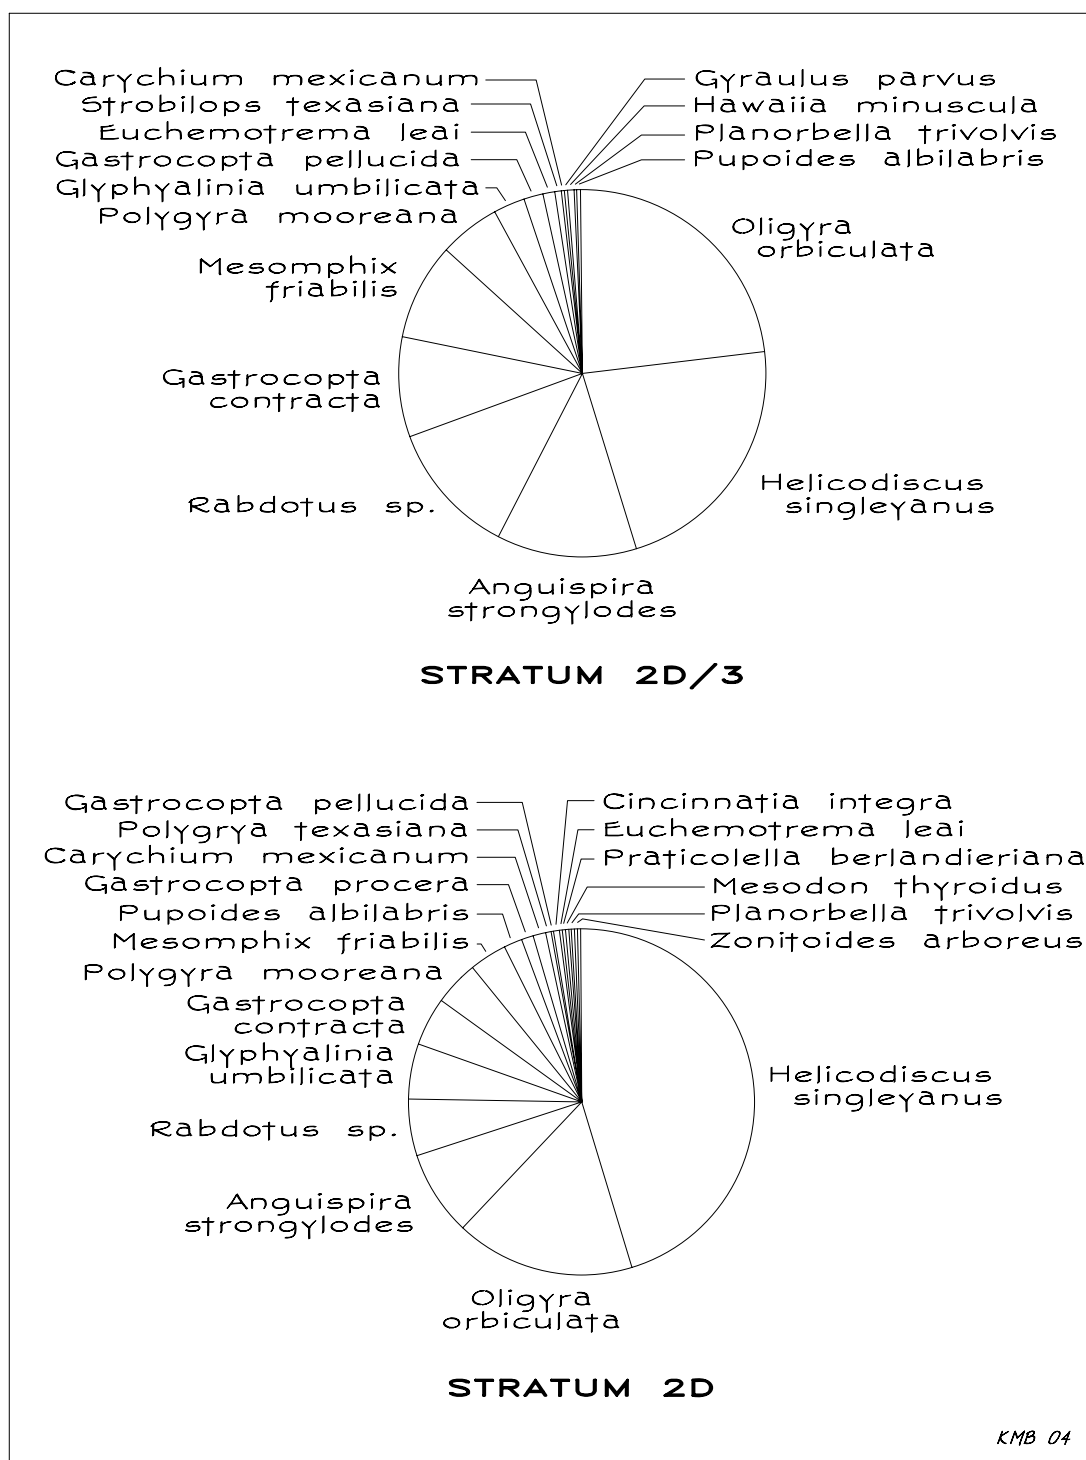 Carychium mexicanum
Strobilops texasiana
Euchemotrema leai
Gastrocopta pellucida
Glyphyalinia umbilicata
Polygyra mooreana
Mesomphix
friabilis
Gastrocopta
contracta
Rabdotus sp.
Gyraulus parvus
Hawaiia minuscula
Planorbella trivolvis
Pupoides albilabris
Oligyra
orbiculata
Helicodiscus
singleyanus
Anguispira
strongylodes
STRATUM 2D/3
Gastrocopta pellucida
Polygrya texasiana
Carychium mexicanum
Gastrocopta procera
Pupoides albilabris
Mesomphix friabilis
Polygyra mooreana
Gastrocopta
contracta
Glyphyalinia
umbilicata
Rabdotus sp.
Anguispira
strongylodes
Cincinnatia integra
Euchemotrema leai
Praticolella berlandieriana
Mesodon thyroidus
Planorbella trivolvis
Zonitoides arboreus
Helicodiscus
singleyanus
Oligyra
orbiculata
STRATUM 2D
KMB 04